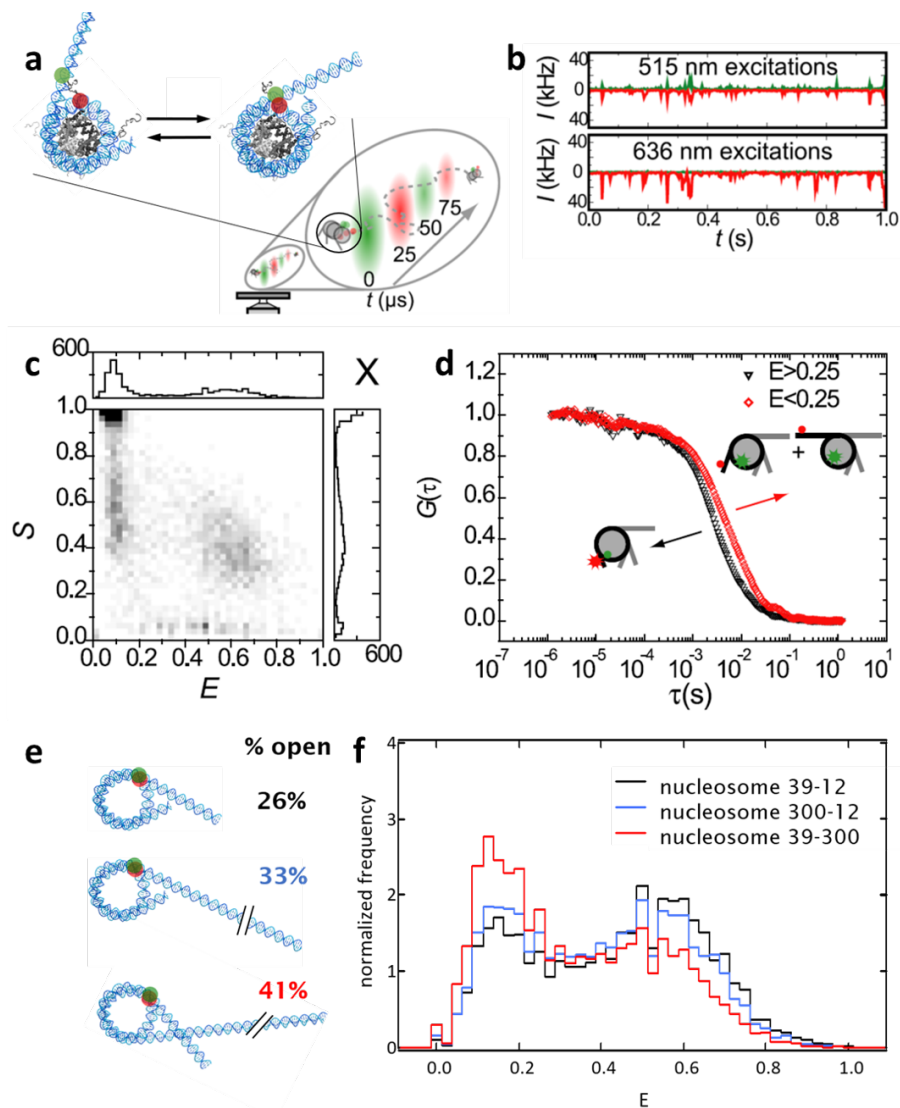 a
0
25
50
75
t (µs)
b
515 nm excitations
636 nm excitations
I (kHz)
40
0
I (kHz)
0
40
0.0 0.2 0.4 0.6 0.8 1.0
t (s)
c
600
0
X
S
1.0
0.8
0.6
0.4
0.2
0.0
0.0 0.2 0.4 0.6 0.8 1.0
E
0 600
d
E>0.25
E<0.25
+
G(τ)
1.2
1.0
0.8
0.6
0.4
0.2
0.0
10⁻⁷ 10⁻⁶ 10⁻⁵ 10⁻⁴ 10⁻³ 10⁻² 10⁻¹ 10⁰ 10¹
τ(s)
e
% open
26%
33%
41%
f
normalized frequency
4
3
2
1
0
nucleosome 39-12
nucleosome 300-12
nucleosome 39-300
0.0 0.2 0.4 0.6 0.8 1.0
E